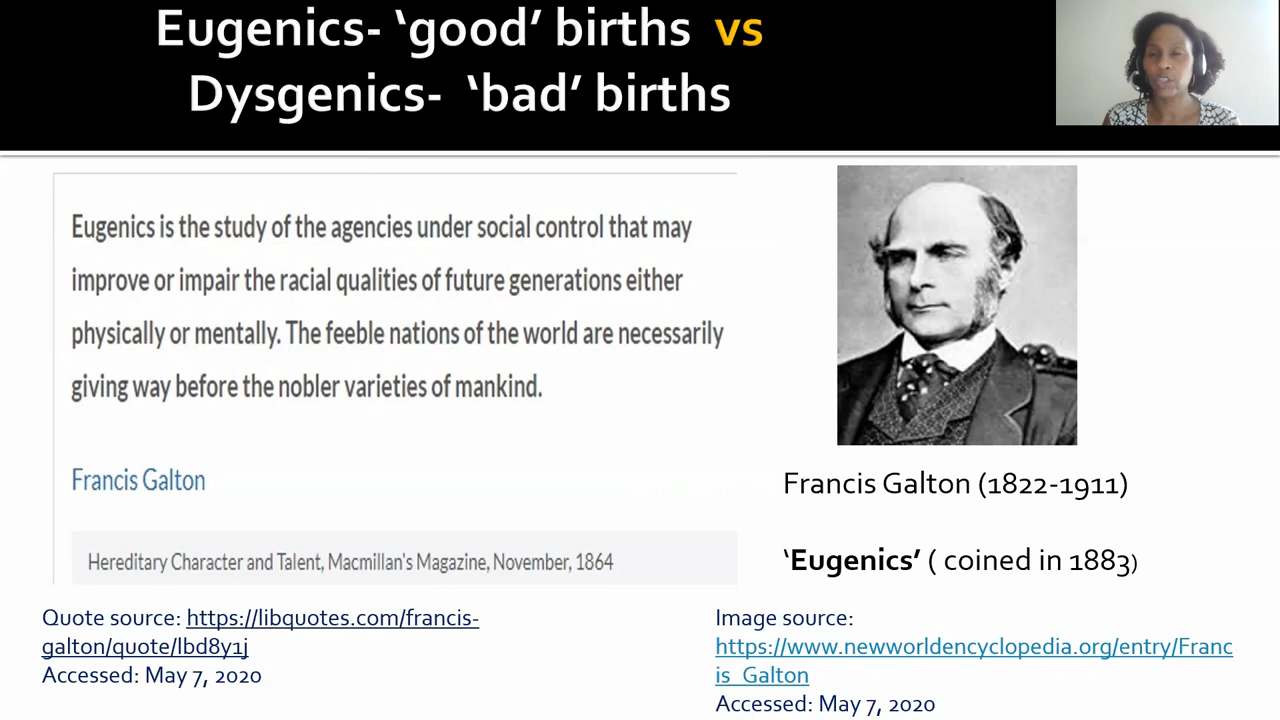 Eugenics- ‘good’ births vs
Dysgenics- ‘bad’ births
Eugenics is the study of the agencies under social control that may
improve or impair the racial qualities of future generations either
physically or mentally. The feeble nations of the world are necessarily
giving way before the nobler varieties of mankind.
Francis Galton
Hereditary Character and Talent, Macmillan's Magazine, November, 1864
Quote source: https://libquotes.com/francis-
galton/quote/lbd8y1j
Accessed: May 7, 2020
Francis Galton (1822-1911)
‘Eugenics’ ( coined in 1883)
Image source:
https://www.newworldencyclopedia.org/entry/Franc
is_Galton
Accessed: May 7, 2020